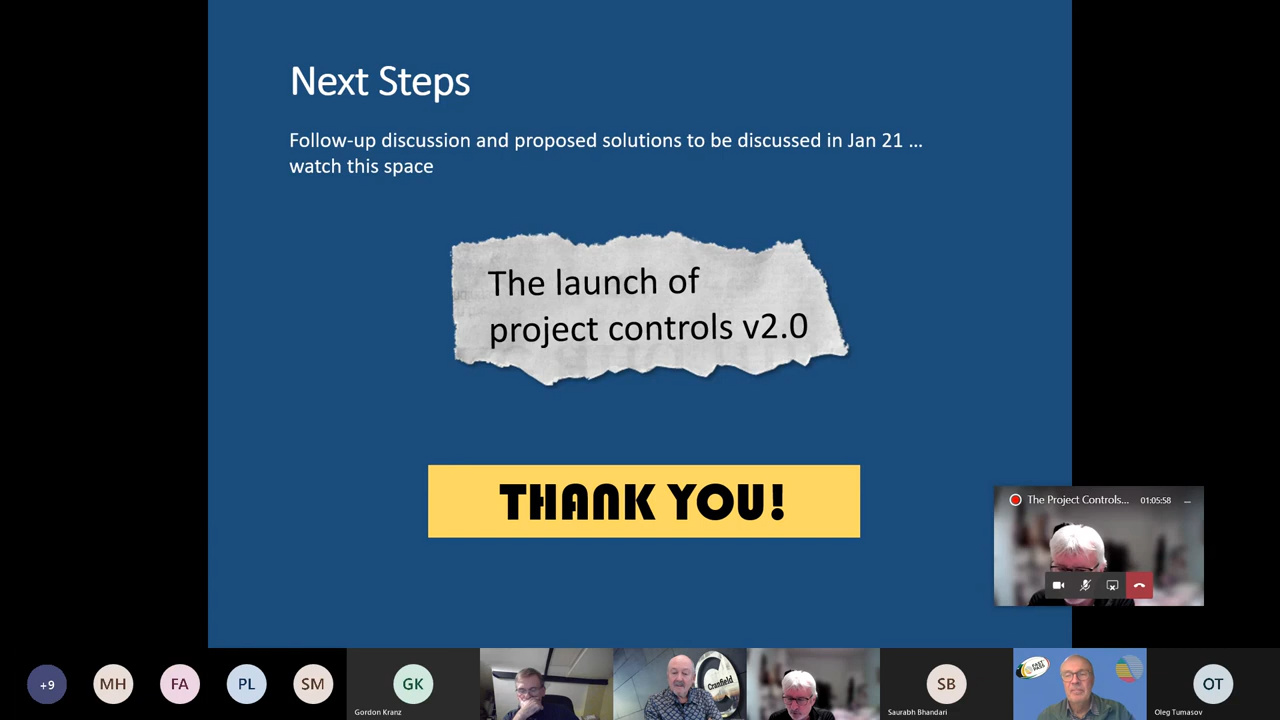 Next Steps
Follow-up discussion and proposed solutions to be discussed in Jan 21 ...
watch this space
The launch of
project controls v2.0
THANK YOU!
The Project Controls...
01:05:58
+9
MH
FA
PL
SM
GK
Gordon Kranz
Cranfield
SB
Saurabh Bhandari
OT
Oleg Tumasov